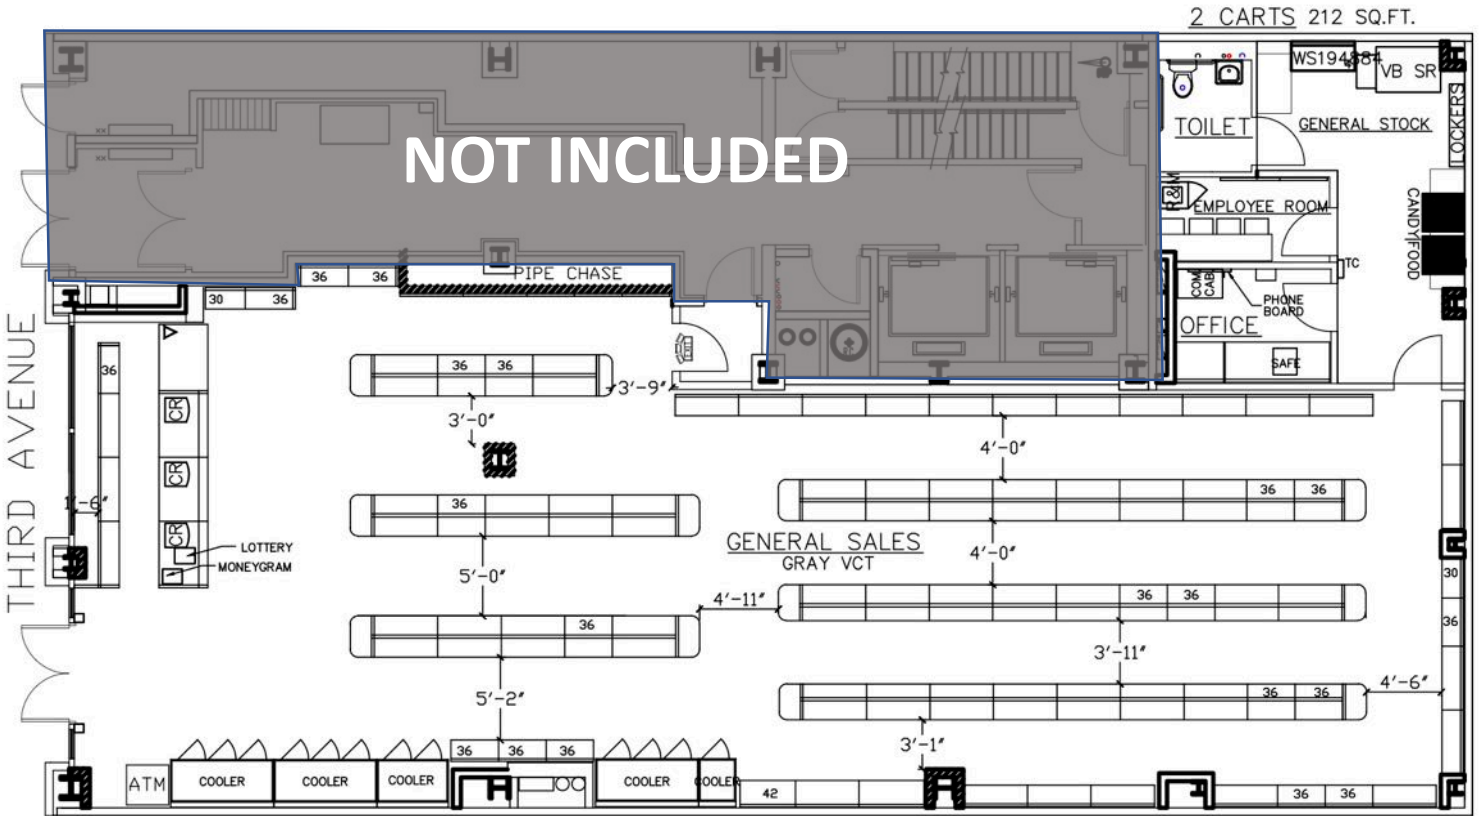 2 CARTS 212 SQ.FT.
WS194884
VB SR
LOCKERS
TOILET
GENERAL STOCK
NOT INCLUDED
R&M
EMPLOYEE ROOM
CANDY|FOOD
TC
PIPE CHASE
36 36
30 36
COM
CAB
PHONE
BOARD
OFFICE
SAFE
THIRD AVENUE
36
36 36
3'-9"
3'-0"
CR
4'-0"
CR
36
36 36
1'-6"
CR
GENERAL SALES
GRAY VCT
4'-0"
LOTTERY
MONEYGRAM
5'-0"
30
4'-11"
36 36
36
36
3'-11"
5'-2"
36 36
4'-6"
3'-1"
36 36 36
ATM
COOLER
COOLER
COOLER
COOLER
COOLER
42
36 36